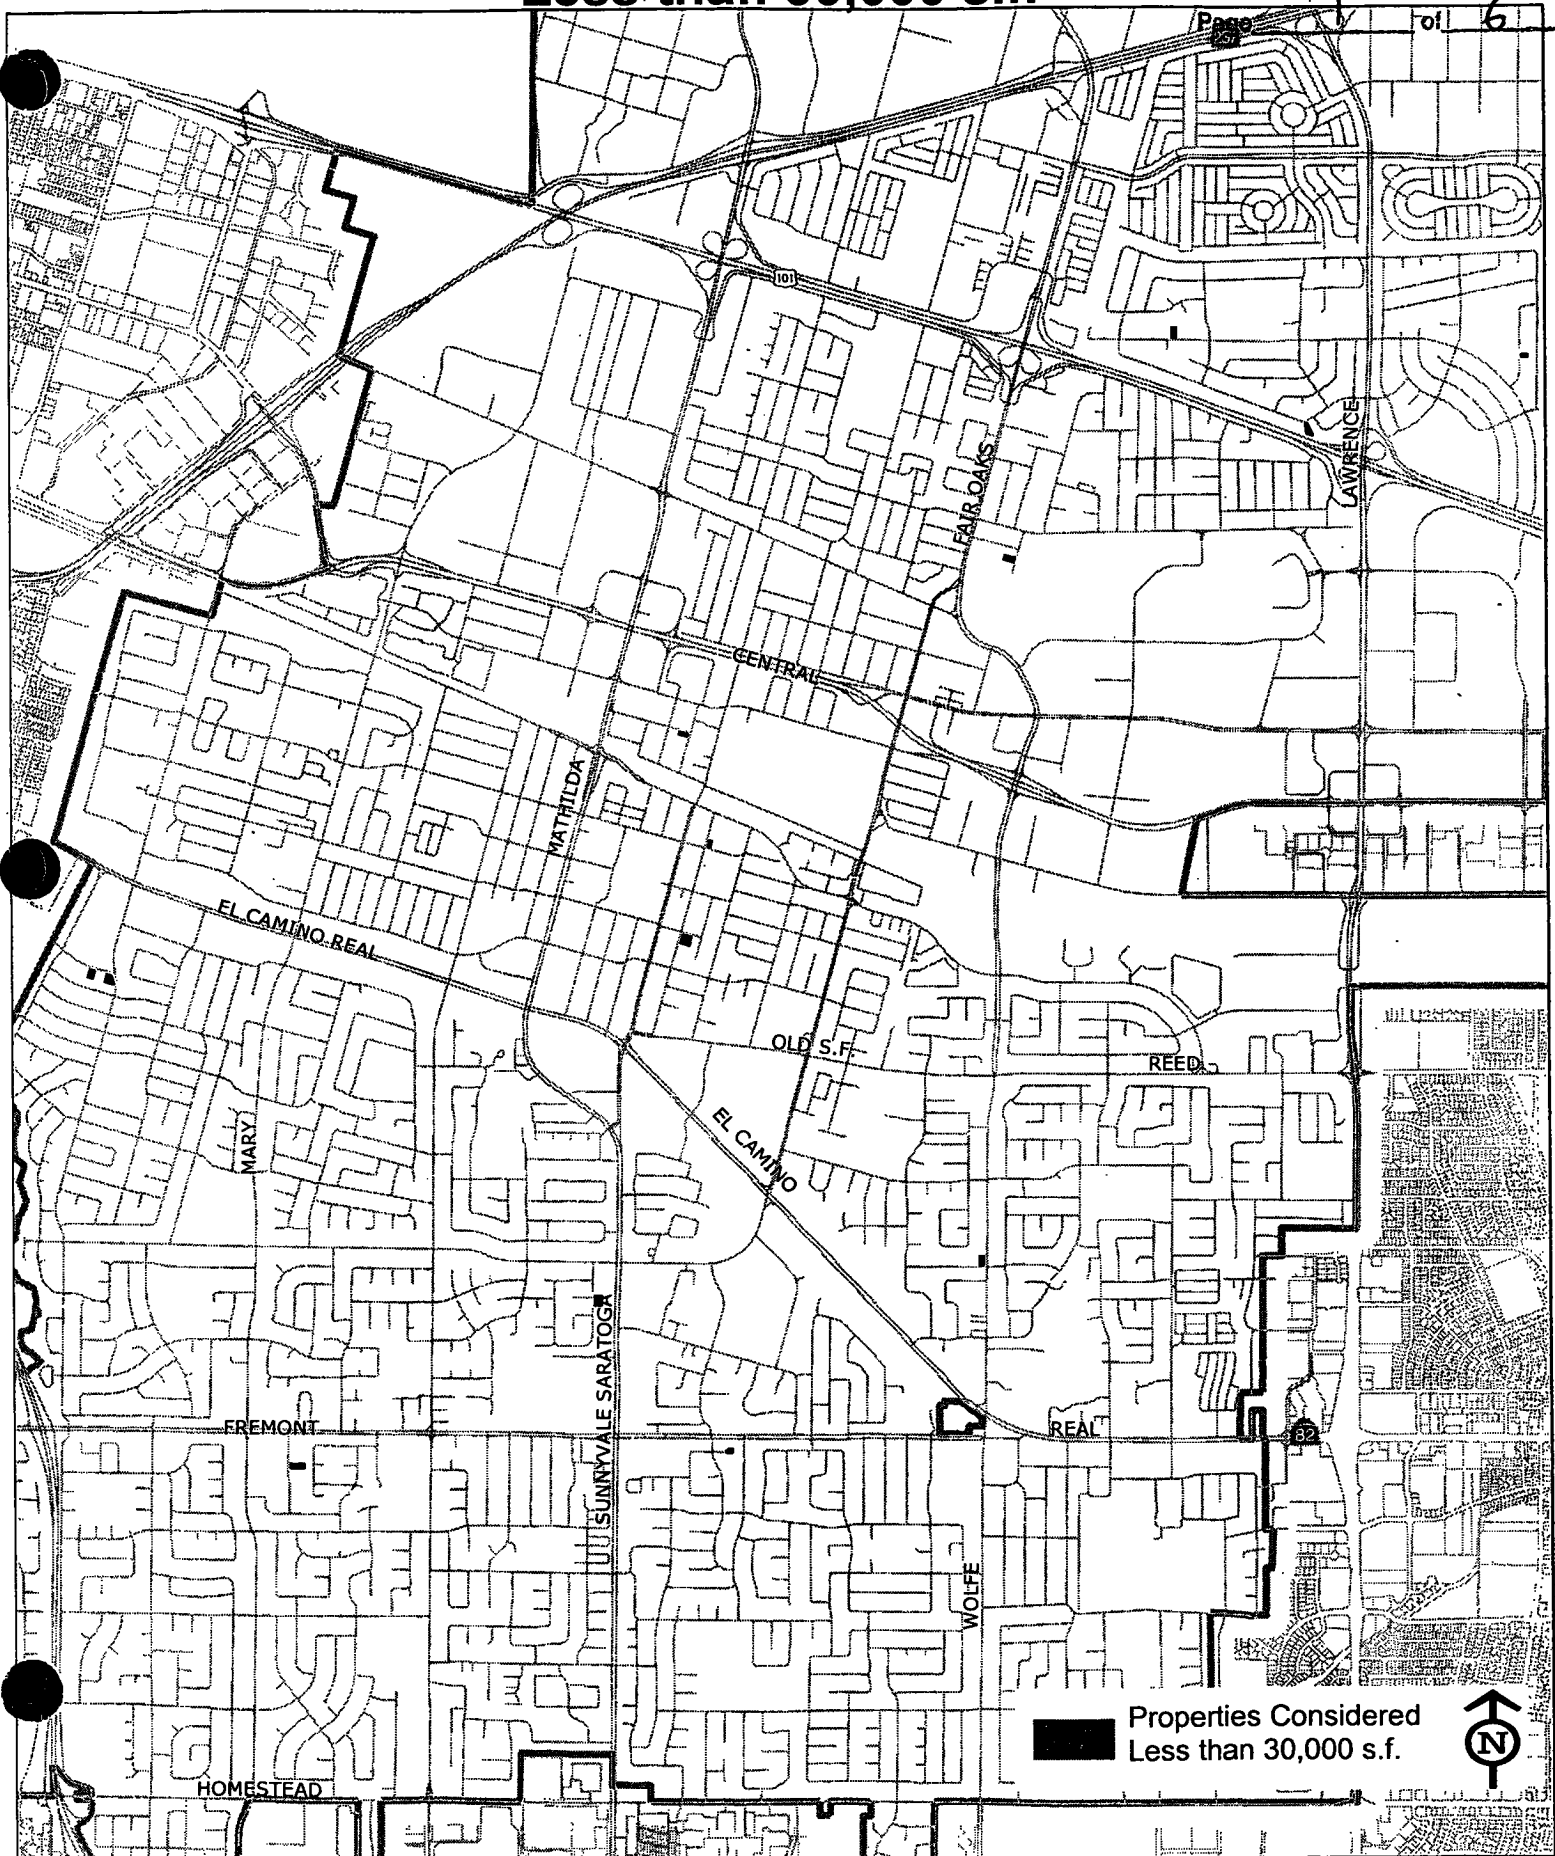 Page 1 of 6
101
LAWRENCE
FAIR OAKS
CENTRAL
MATHILDA
EL CAMINO REAL
OLD S.F.
REED
EL CAMINO
MARY
SUNNYVALE SARATOGA
FREMONT
REAL
82
WOLFE
Properties Considered
Less than 30,000 s.f.
N
HOMESTEAD